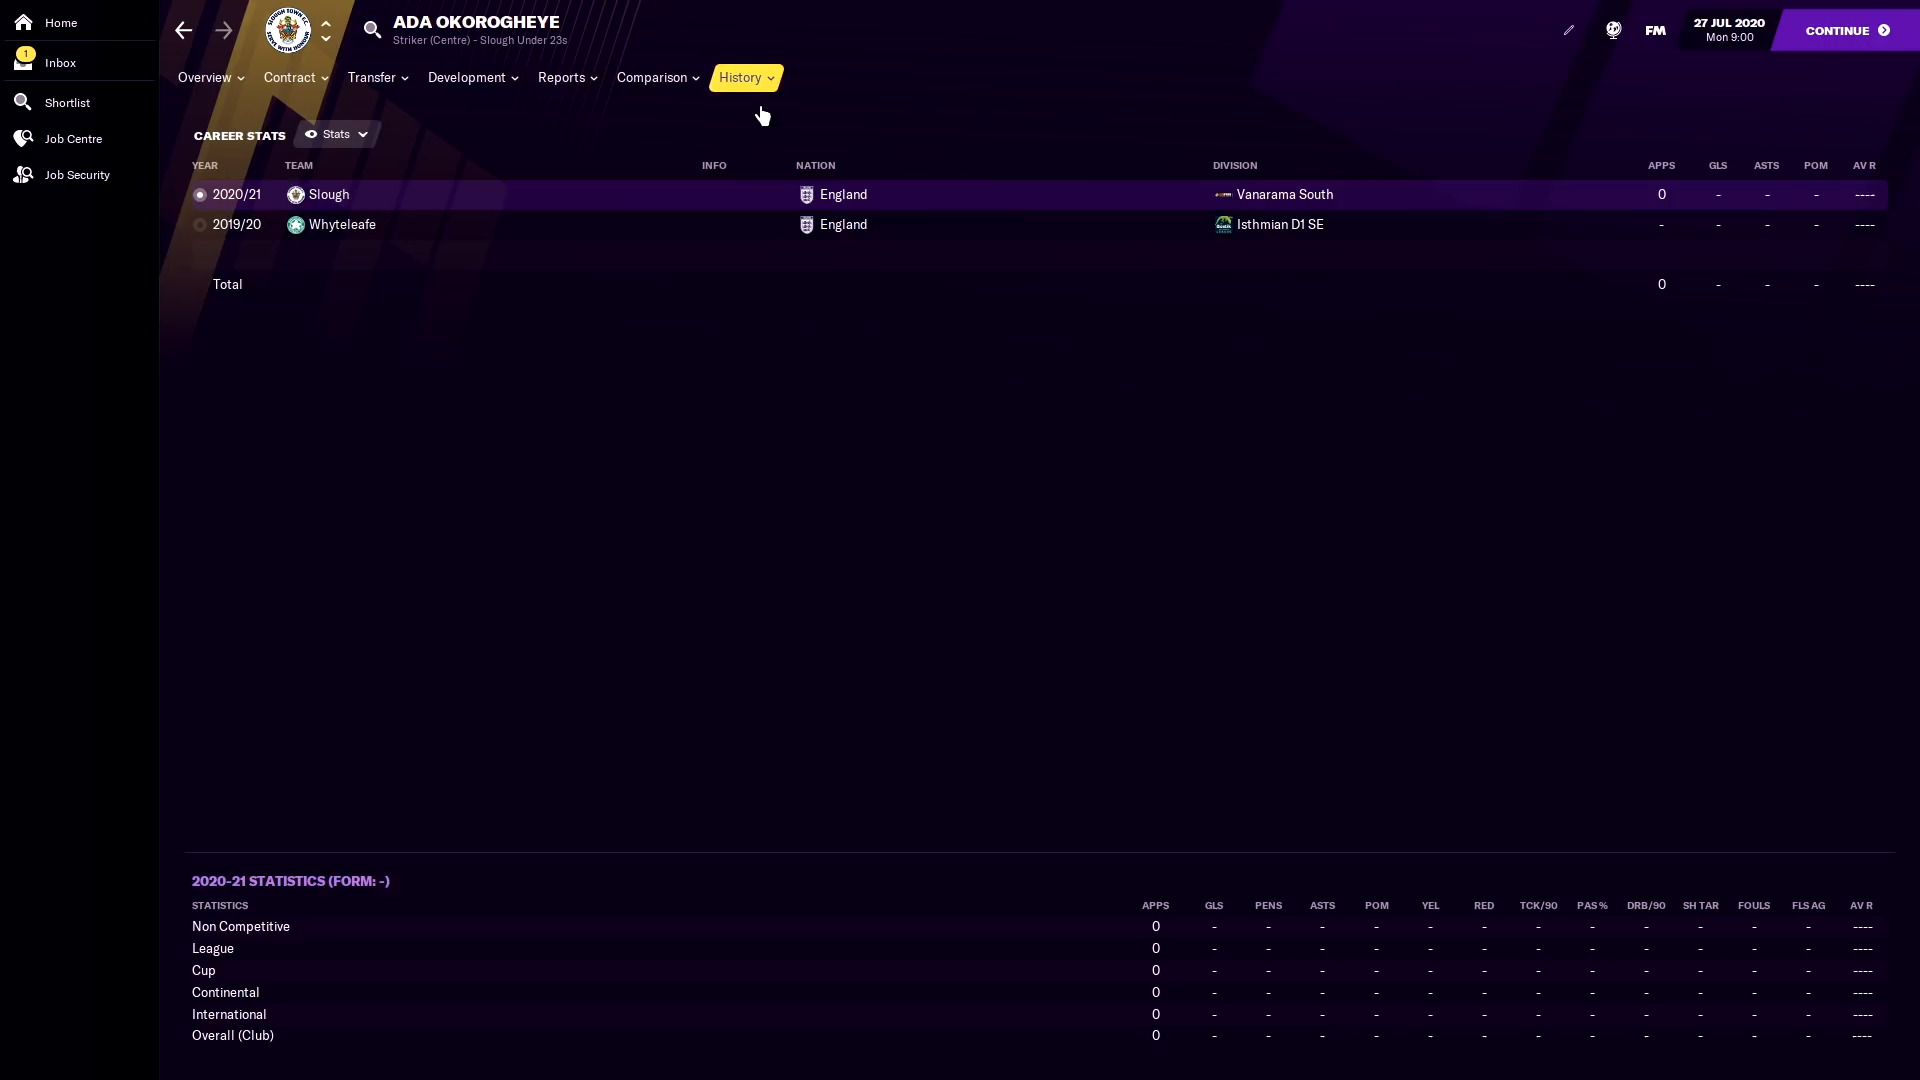 Home
1
Inbox
Shortlist
Job Centre
Job Security
SLOUGH TOWN F.C.
SERVE WITH HONOUR
ADA OKOROGHEYE
Striker (Centre) - Slough Under 23s
FM
27 JUL 2020
Mon 9:00
CONTINUE
Overview Contract Transfer Development Reports Comparison History
CAREER STATS Stats
YEAR TEAM INFO NATION DIVISION APPS GLS ASTS POM AV R
2020/21 Slough England Vanarama South 0 - - - ----
2019/20 Whyteleafe England Isthmian D1 SE - - - - ----
Total 0 - - - ----
2020-21 STATISTICS (FORM: -)
STATISTICS APPS GLS PENS ASTS POM YEL RED TCK/90 PAS % DRB/90 SH TAR FOULS FLS AG AV R
Non Competitive 0 - - - - - - - - - - - - ----
League 0 - - - - - - - - - - - - ----
Cup 0 - - - - - - - - - - - - ----
Continental 0 - - - - - - - - - - - - ----
International 0 - - - - - - - - - - - - ----
Overall (Club) 0 - - - - - - - - - - - - ----